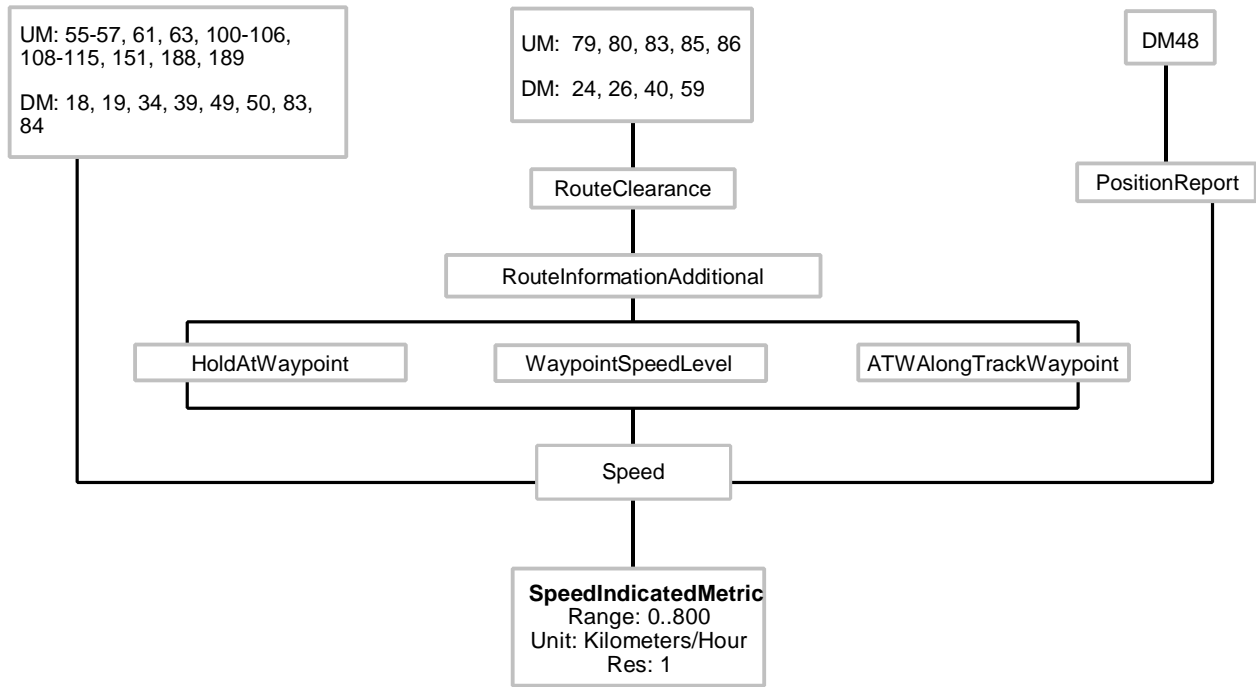 UM: 55-57, 61, 63, 100-106,
108-115, 151, 188, 189
DM: 18, 19, 34, 39, 49, 50, 83,
84
UM: 79, 80, 83, 85, 86
DM: 24, 26, 40, 59
DM48
RouteClearance
PositionReport
RouteInformationAdditional
HoldAtWaypoint
WaypointSpeedLevel
ATWAlongTrackWaypoint
Speed
SpeedIndicatedMetric
Range: 0..800
Unit: Kilometers/Hour
Res: 1